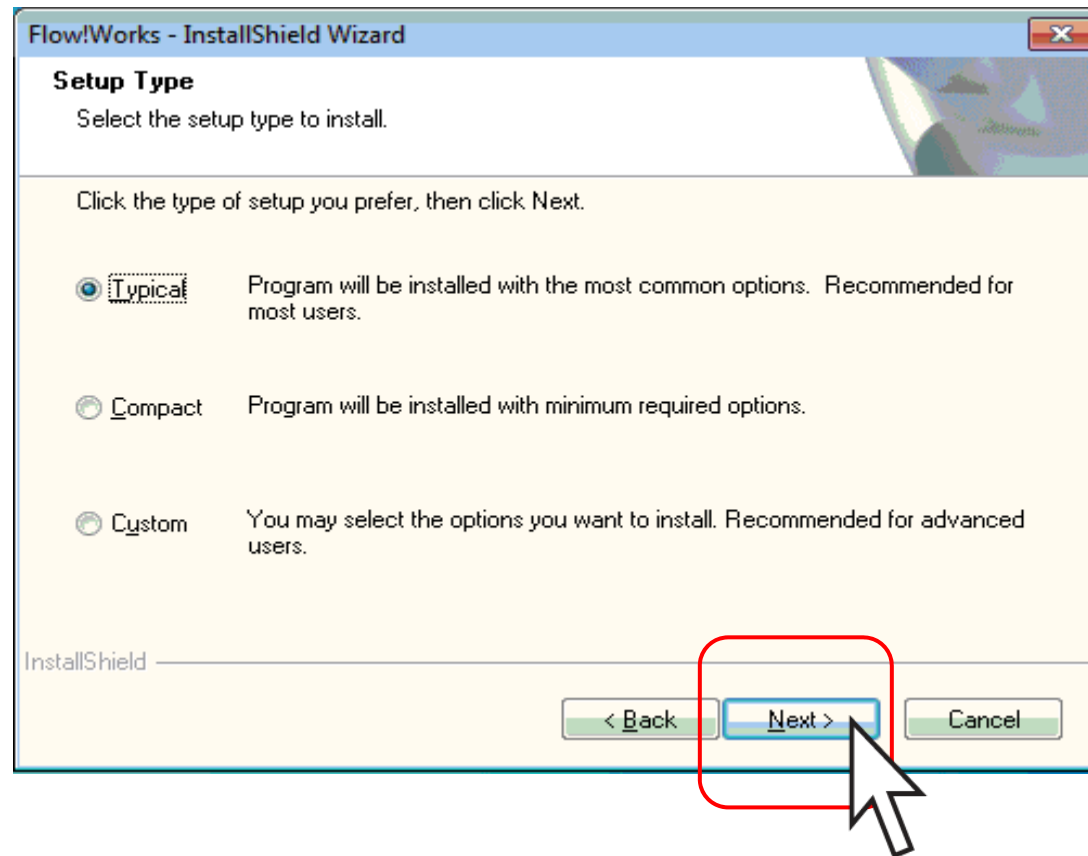 Flow!Works - InstallShield Wizard
Setup Type
Select the setup type to install.
Click the type of setup you prefer, then click Next.
Typical
Program will be installed with the most common options.  Recommended for
most users.
Compact
Program will be installed with minimum required options.
Custom
You may select the options you want to install. Recommended for advanced
users.
InstallShield
< Back
Next >
Cancel